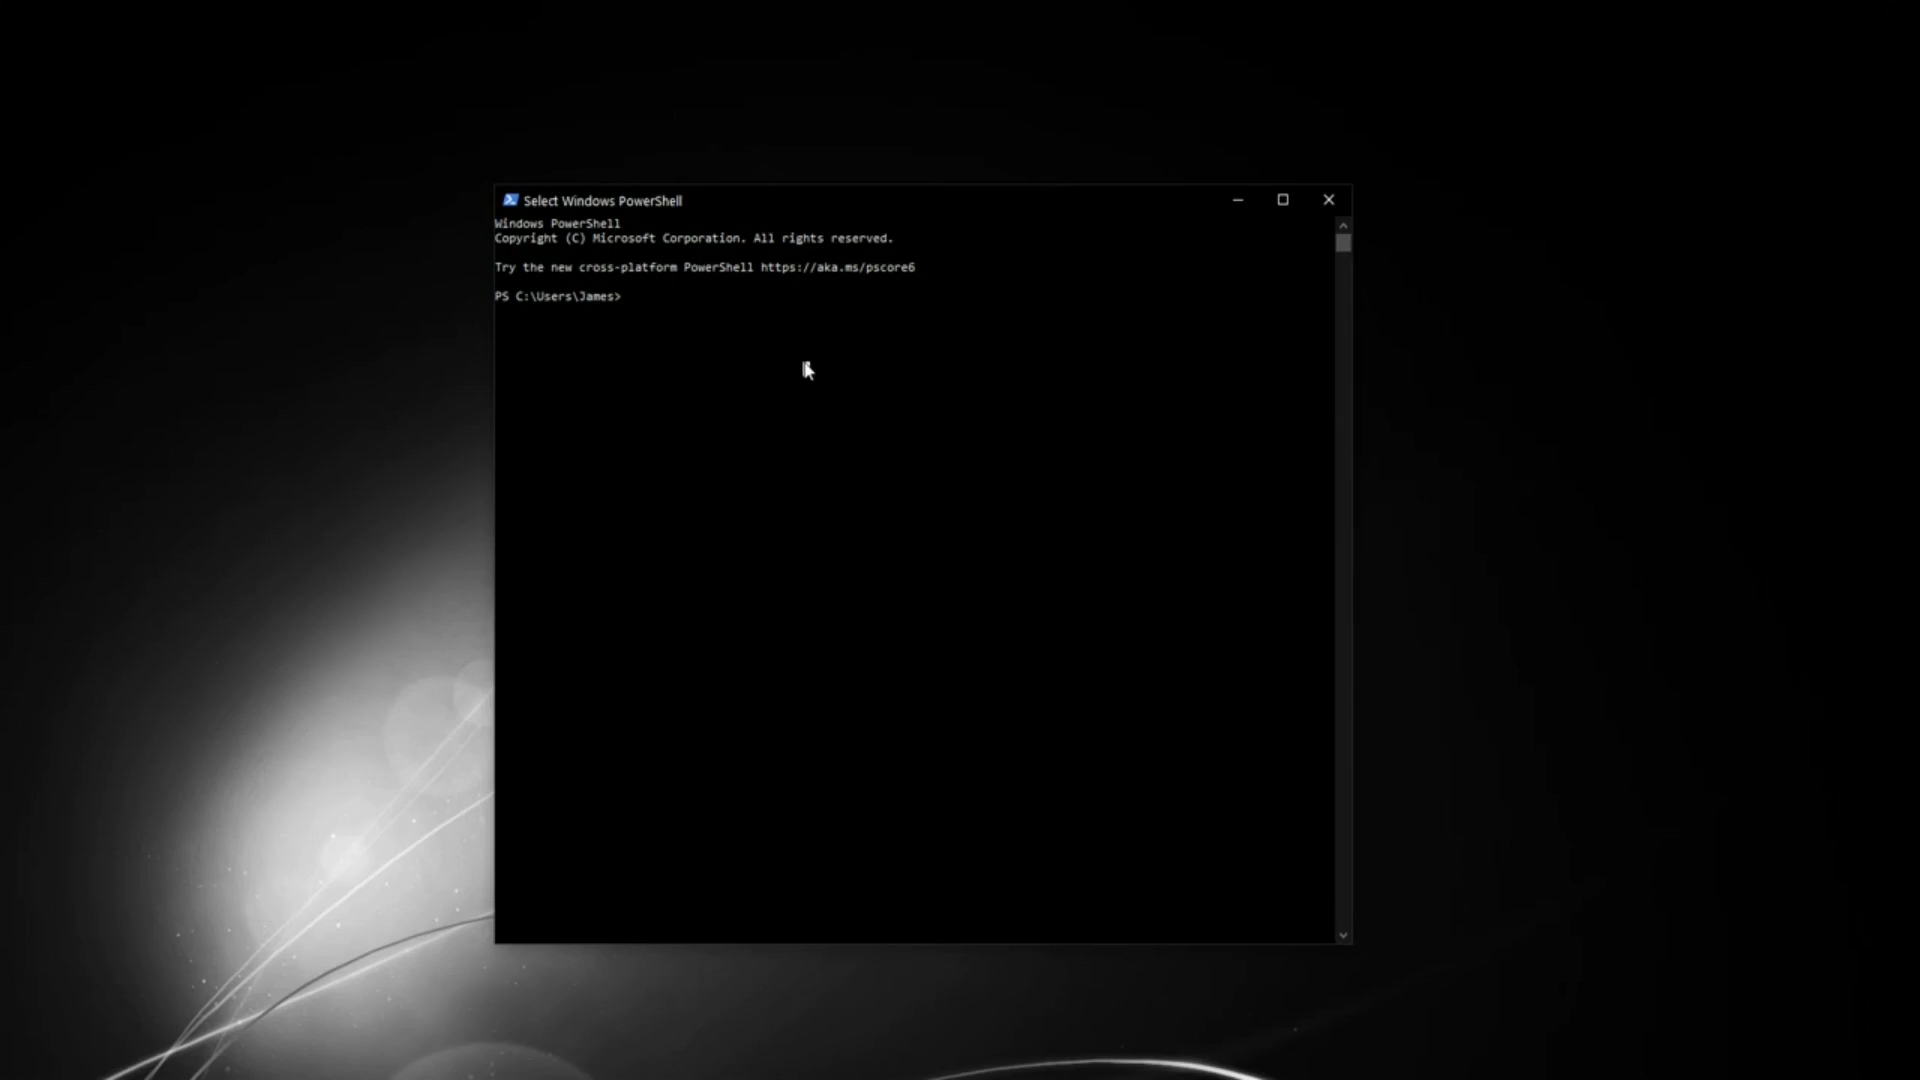 Select Windows PowerShell
Windows PowerShell
Copyright (C) Microsoft Corporation. All rights reserved.
Try the new cross-platform PowerShell https://aka.ms/pscore6
PS C:\Users\James>